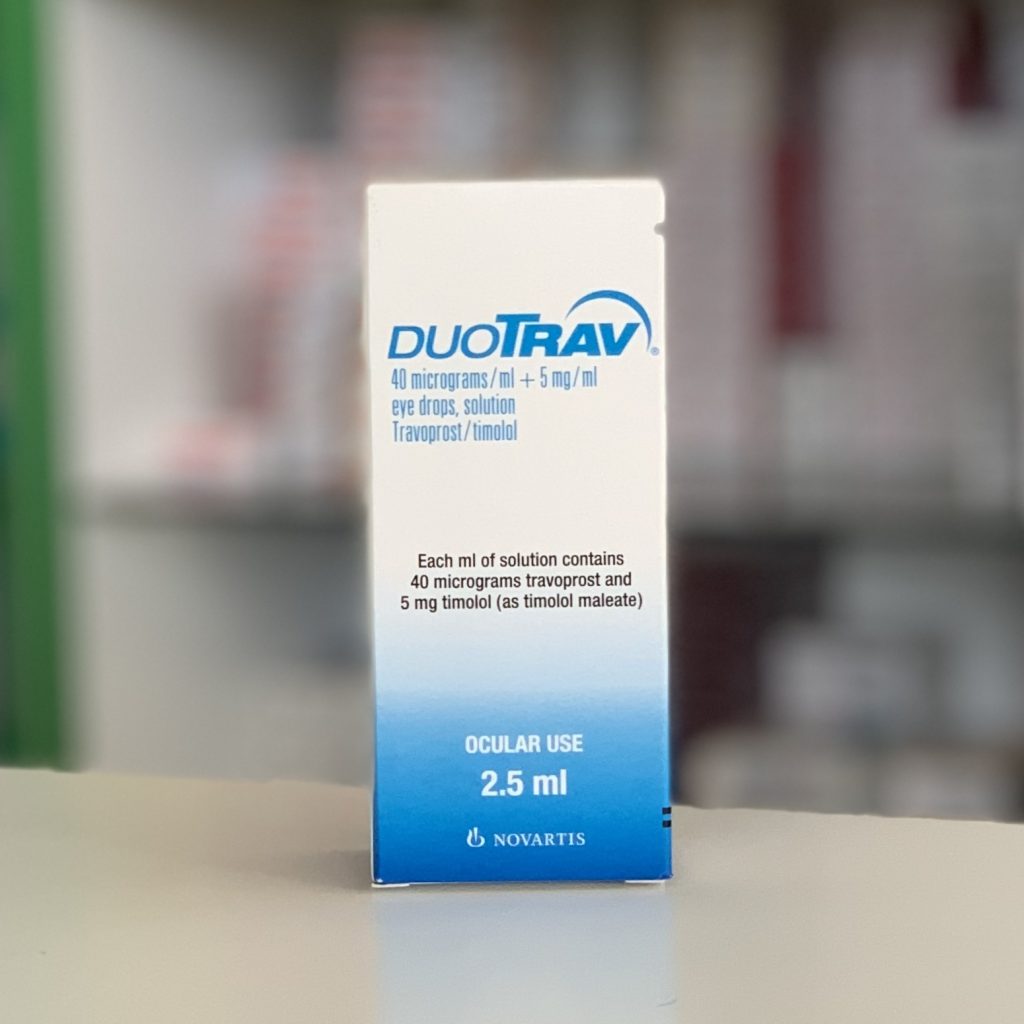 DUOTRAV®
40 micrograms/ml + 5 mg/ml
eye drops, solution
Travoprost/timolol
Each ml of solution contains
40 micrograms travoprost and
5 mg timolol (as timolol maleate)
OCULAR USE
2.5 ml
NOVARTIS